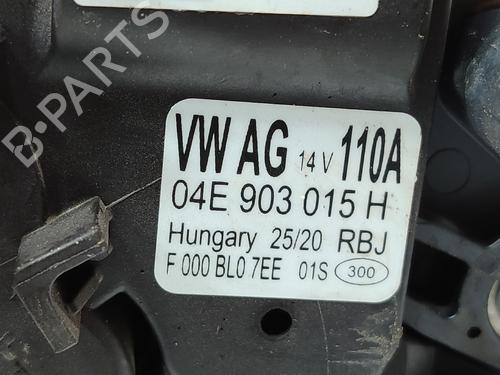 B-PARTS
VW AG 14 V 110A
04E 903 015 H
Hungary 25/20 RBJ
F 000 BL0 7EE 01S 300